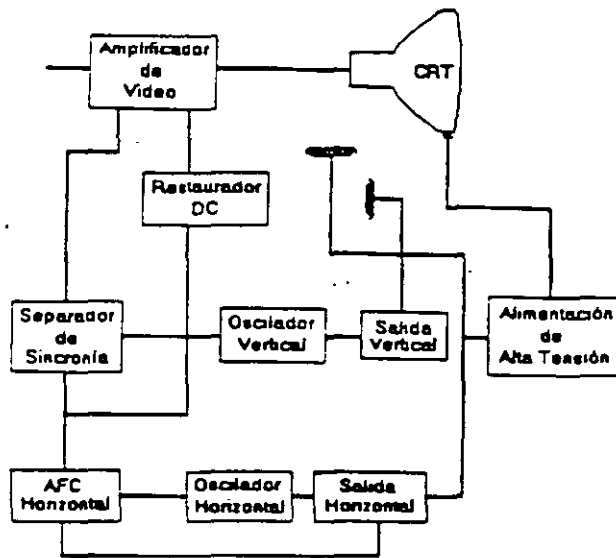 Amplificador
de
Video
CRT
Restaurador
DC
Separador
de
Sincronía
Oscilador
Vertical
Salida
Vertical
Alimentación
de
Alta Tensión
AFC
Horizontal
Oscilador
Horizontal
Salida
Horizontal